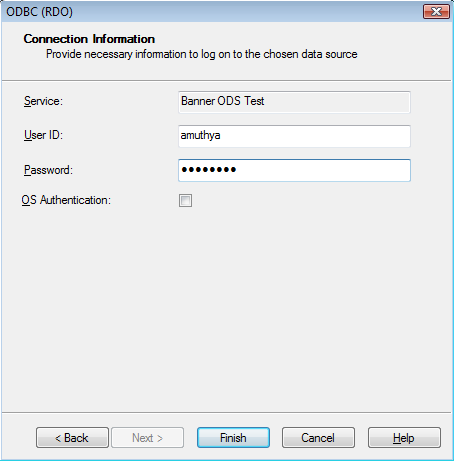 ODBC (RDO)
Connection Information
Provide necessary information to log on to the chosen data source
Service: Banner ODS Test
User ID: amuthya
Password: ●●●●●●●●
OS Authentication:
< Back Next > Finish Cancel Help